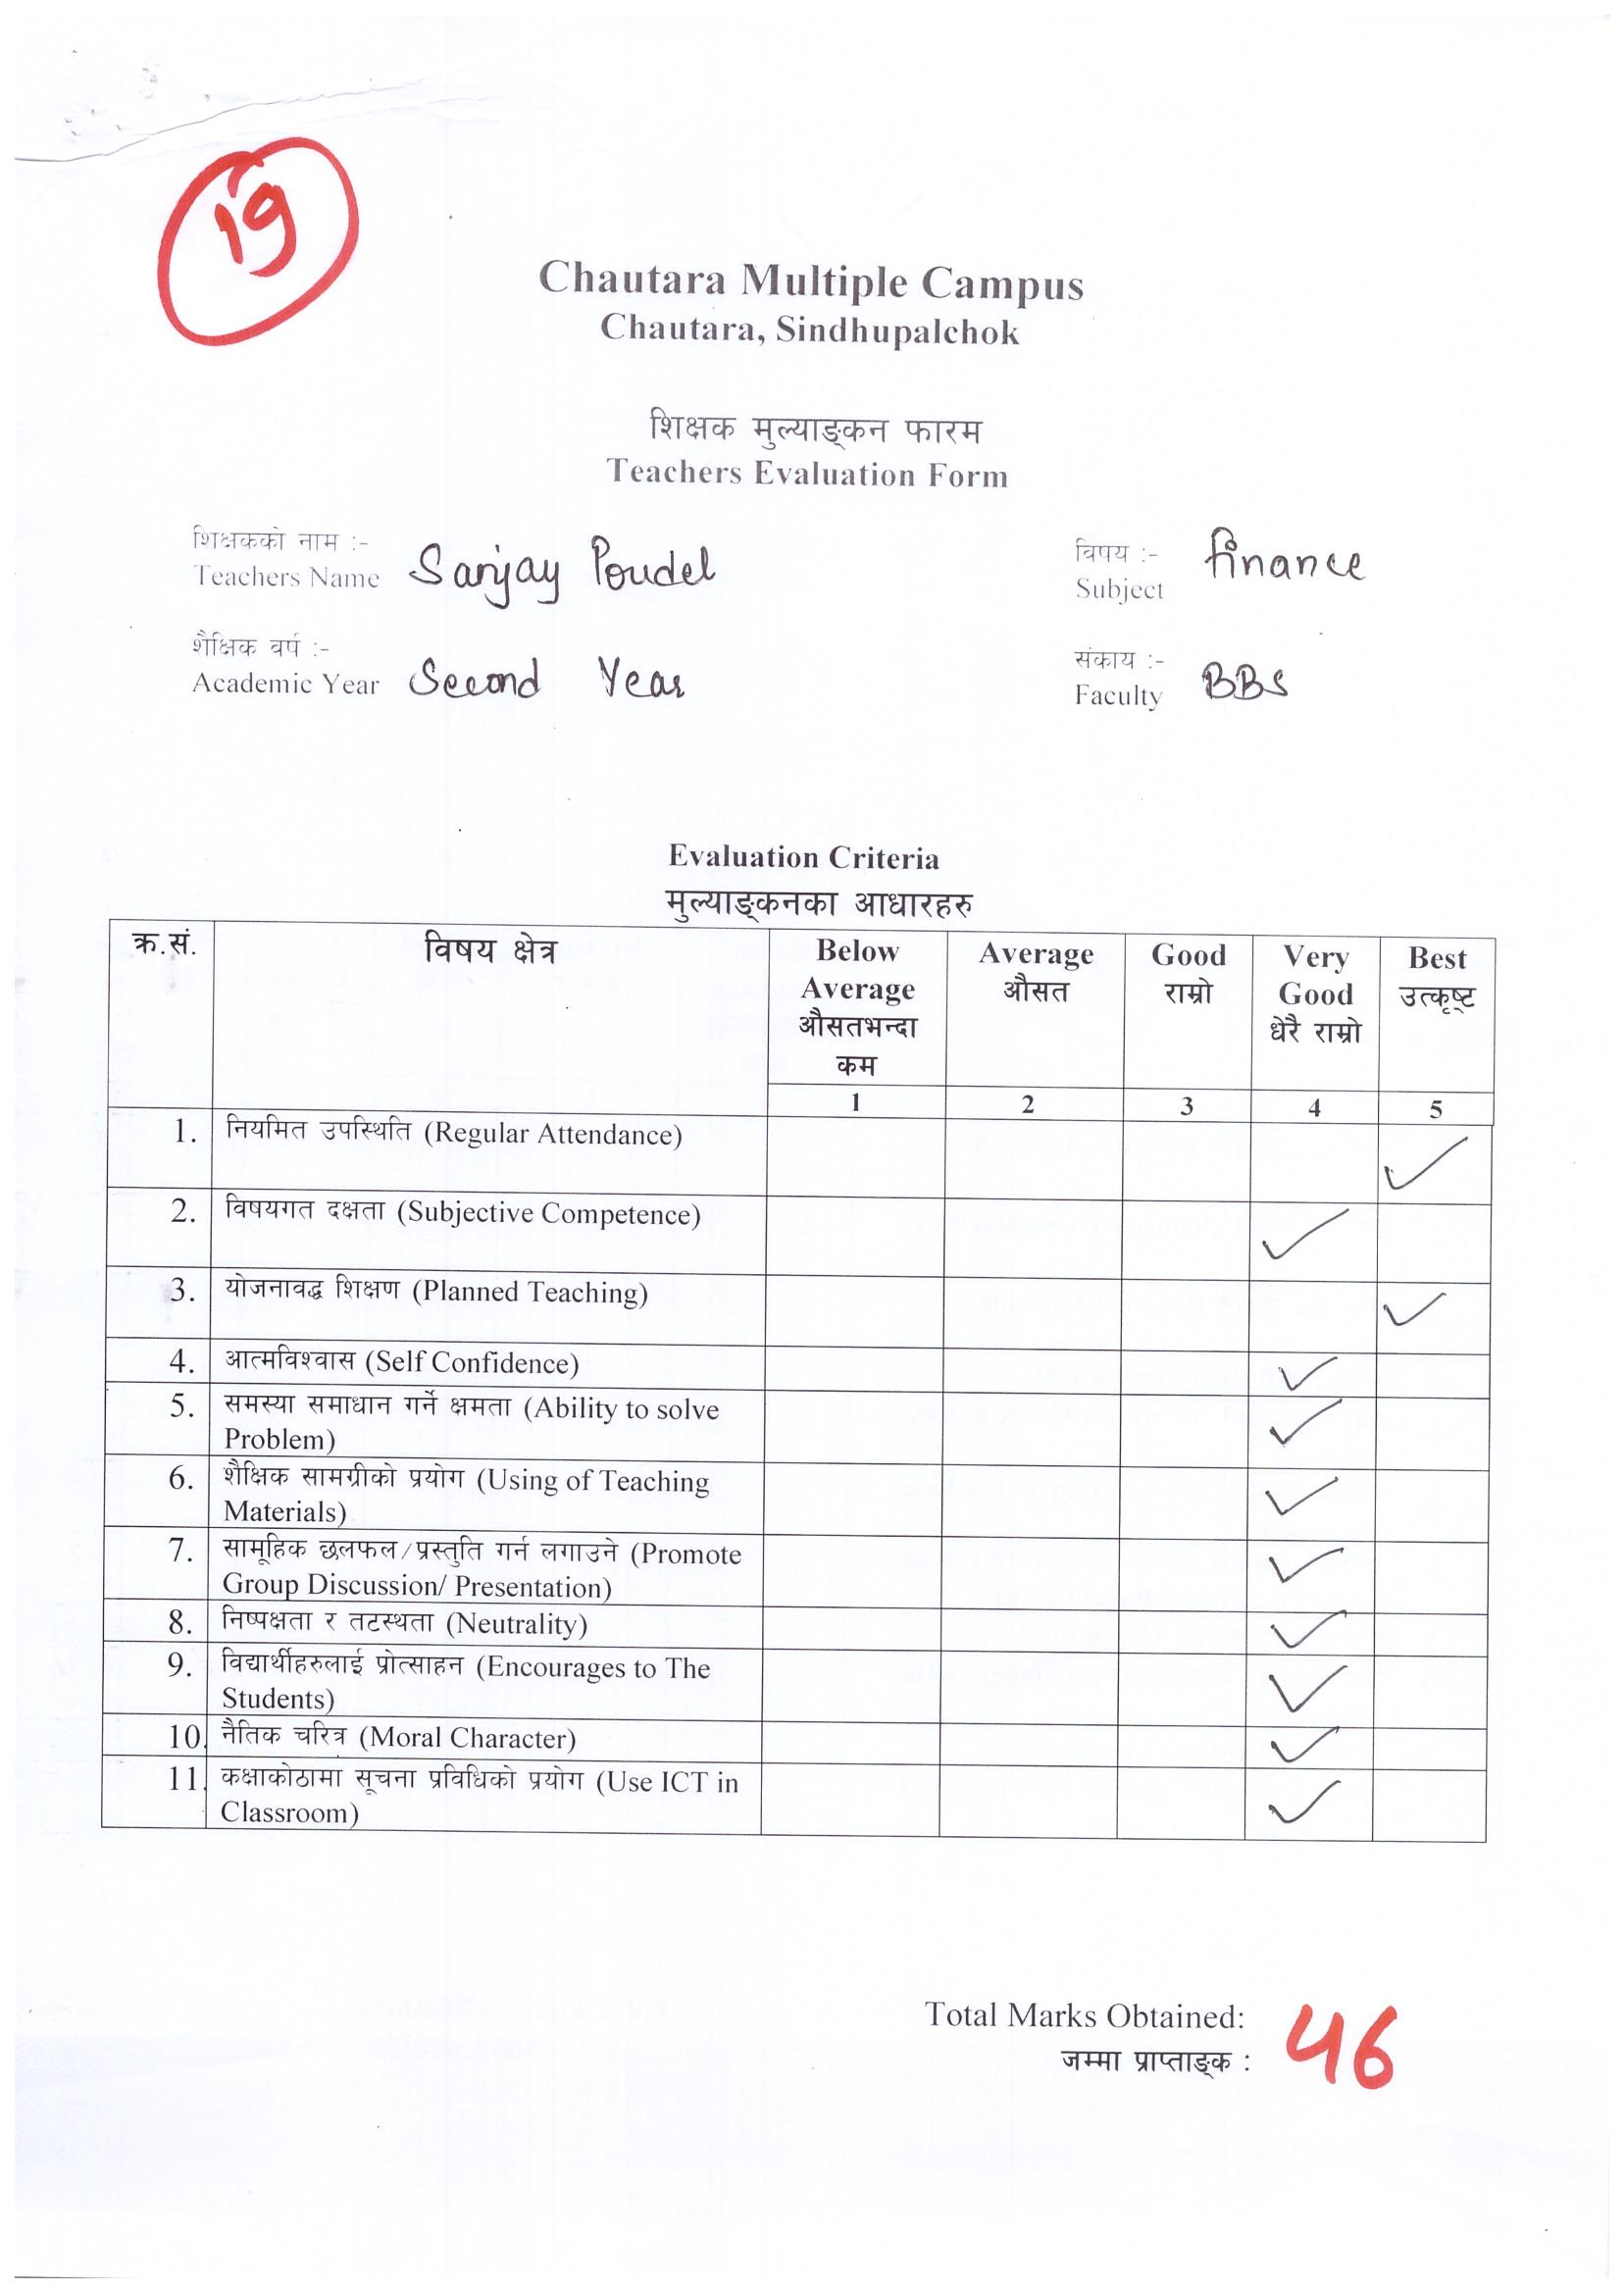 19
Chautara Multiple Campus
Chautara, Sindhupalchok
शिक्षक मुल्याङ्कन फारम
Teachers Evaluation Form
शिक्षकको नाम :-
Teachers Name Sanjay Poudel
विषय :-
Subject finance
शैक्षिक वर्ष :-
Academic Year Second Year
संकाय :-
Faculty BBS
Evaluation Criteria
मुल्याङ्कनका आधारहरु
क्र.सं. विषय क्षेत्र Below Average औसतभन्दा कम Average औसत Good राम्रो Very Good धेरै राम्रो Best उत्कृष्ट
1 2 3 4 5
1. नियमित उपस्थिति (Regular Attendance) ✓
2. विषयगत दक्षता (Subjective Competence) ✓
3. योजनावद्ध शिक्षण (Planned Teaching) ✓
4. आत्मविश्वास (Self Confidence) ✓
5. समस्या समाधान गर्ने क्षमता (Ability to solve
Problem) ✓
6. शैक्षिक सामग्रीको प्रयोग (Using of Teaching
Materials) ✓
7. सामूहिक छलफल/प्रस्तुति गर्न लगाउने (Promote
Group Discussion/ Presentation) ✓
8. निष्पक्षता र तटस्थता (Neutrality) ✓
9. विद्यार्थीहरुलाई प्रोत्साहन (Encourages to The
Students) ✓
10. नैतिक चरित्र (Moral Character) ✓
11. कक्षाकोठामा सूचना प्रविधिको प्रयोग (Use ICT in
Classroom) ✓
Total Marks Obtained:
जम्मा प्राप्ताङ्क : 46